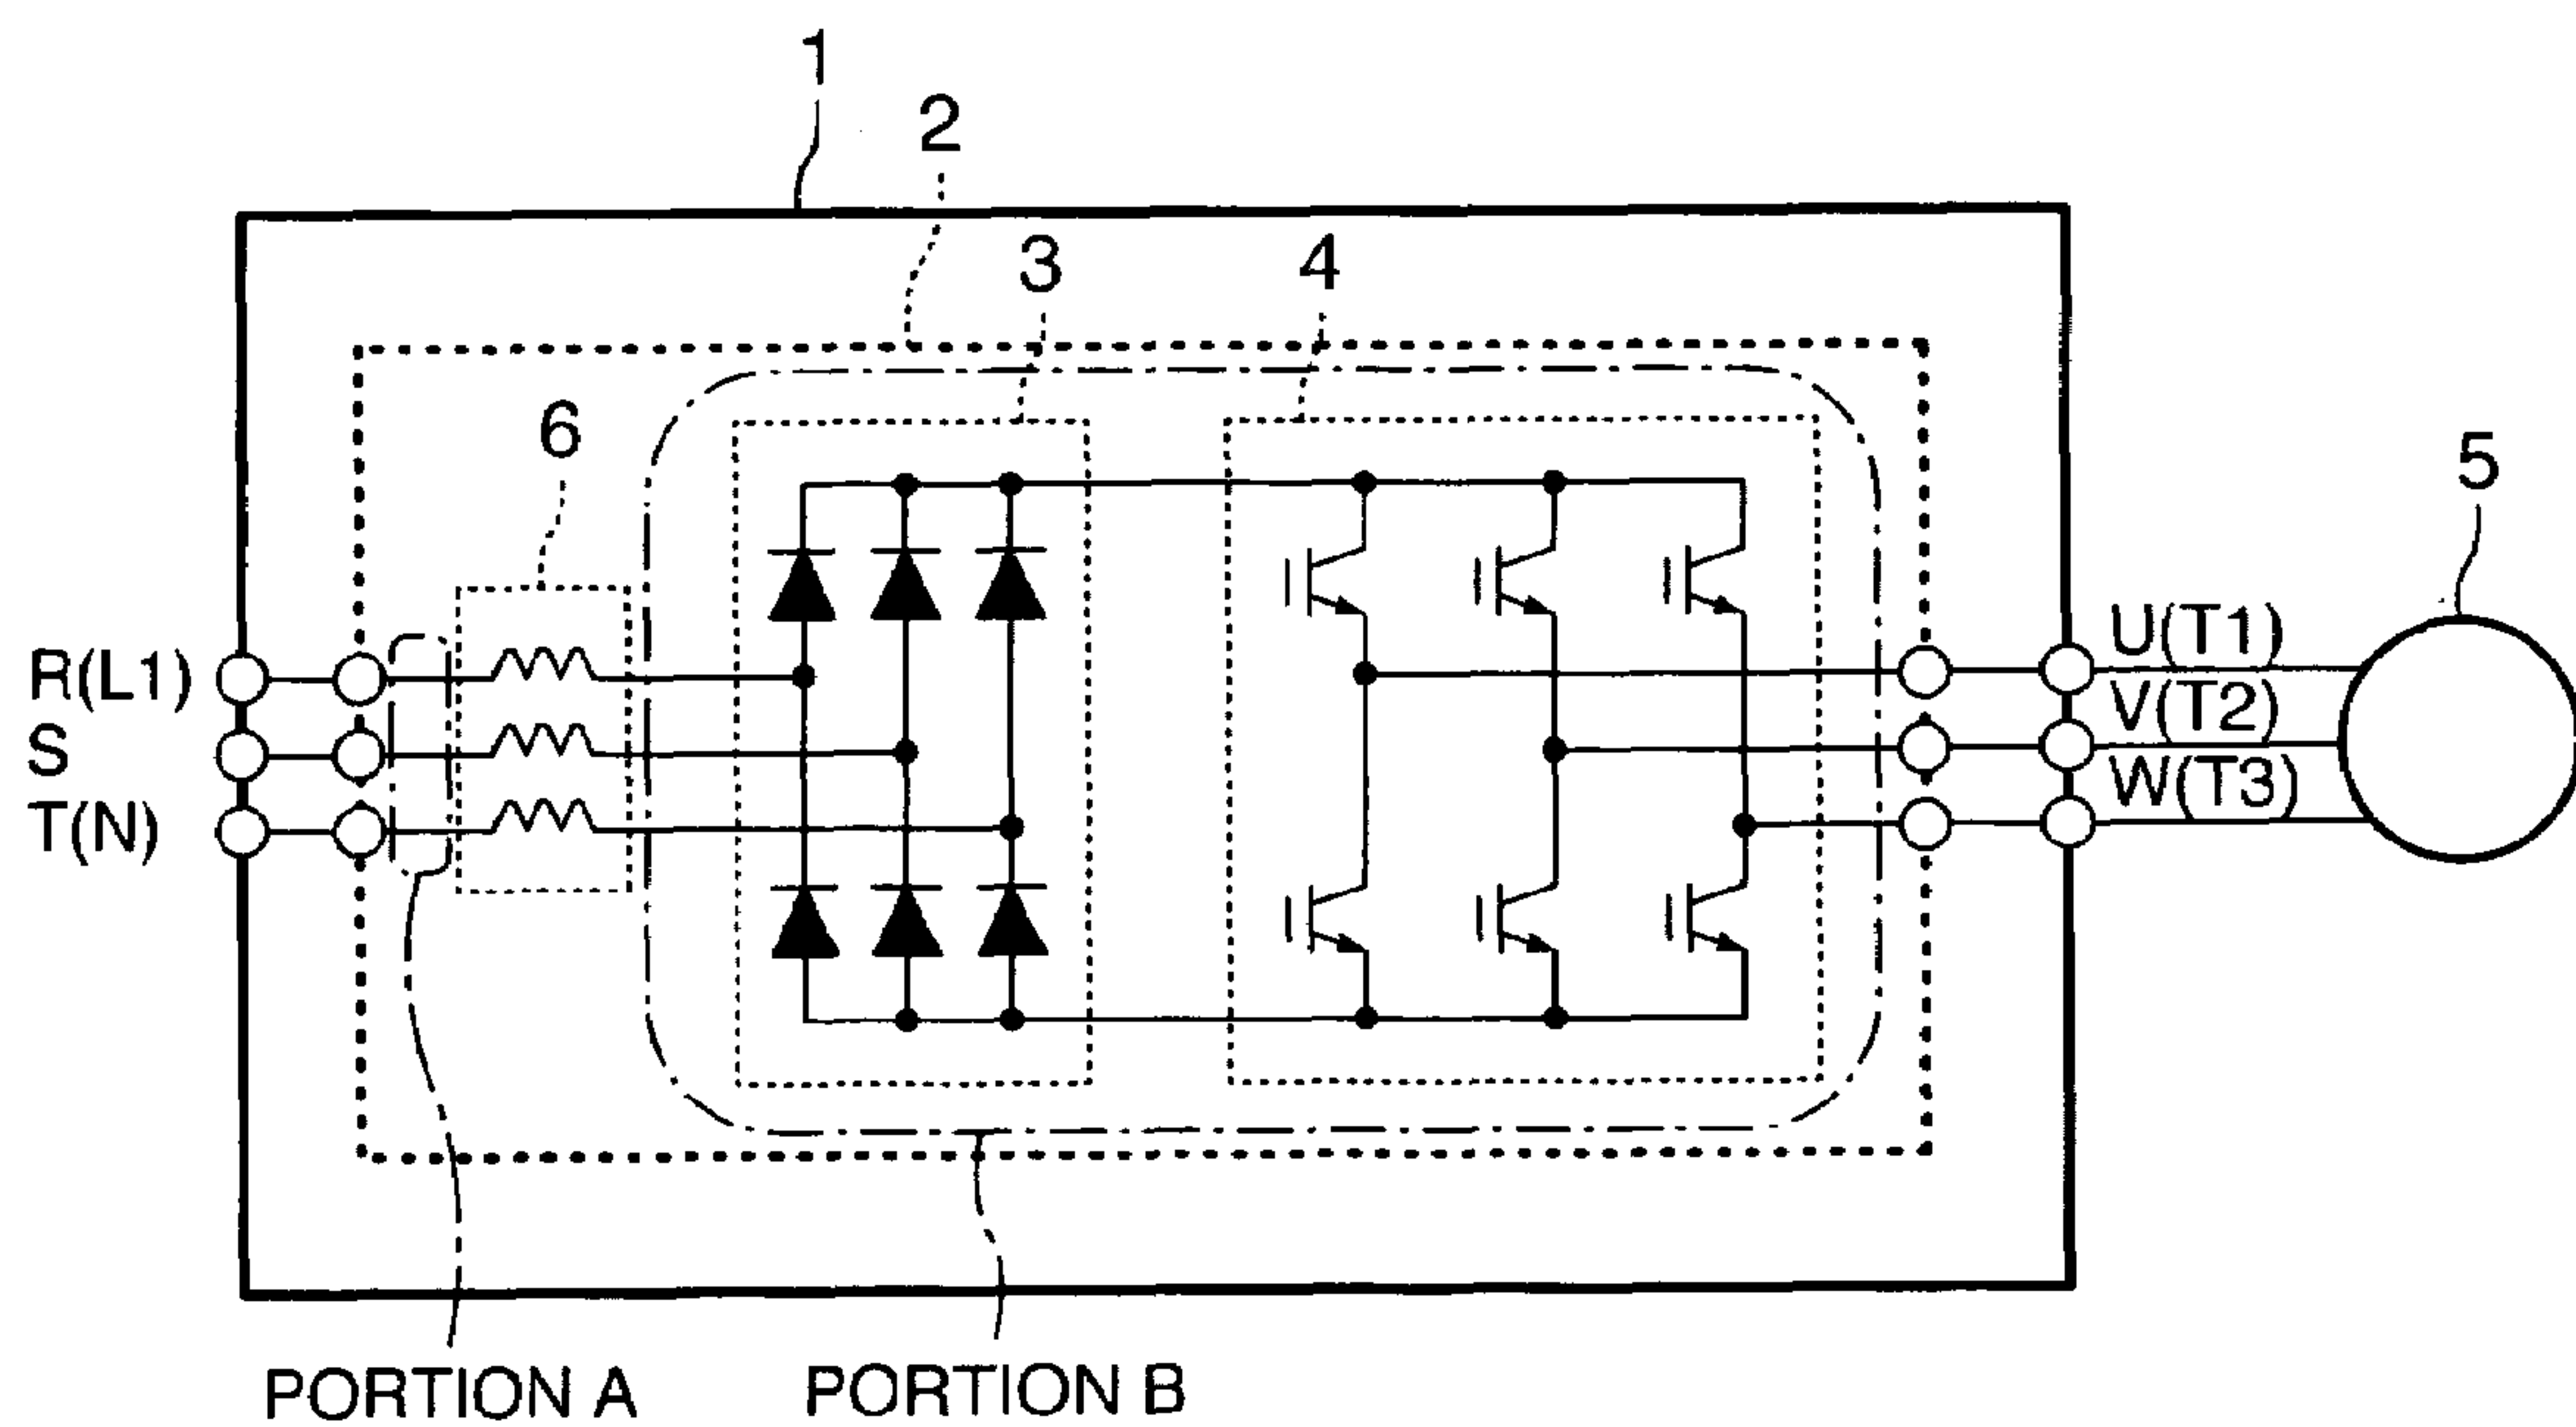 1
2
3
4
6
5
R(L1)
S
T(N)
U(T1)
V(T2)
W(T3)
PORTION A
PORTION B